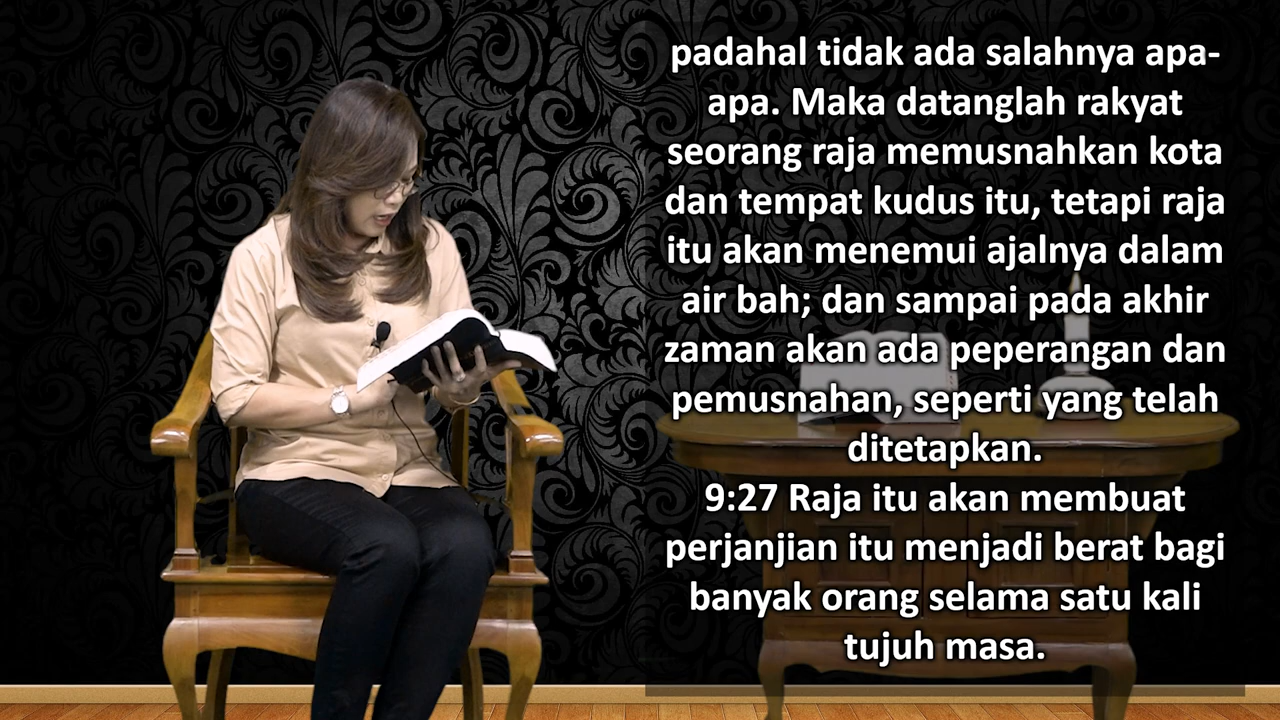 padahal tidak ada salahnya apa-
apa. Maka datanglah rakyat
seorang raja memusnahkan kota
dan tempat kudus itu, tetapi raja
itu akan menemui ajalnya dalam
air bah; dan sampai pada akhir
zaman akan ada peperangan dan
pemusnahan, seperti yang telah
ditetapkan.
9:27 Raja itu akan membuat
perjanjian itu menjadi berat bagi
banyak orang selama satu kali
tujuh masa.